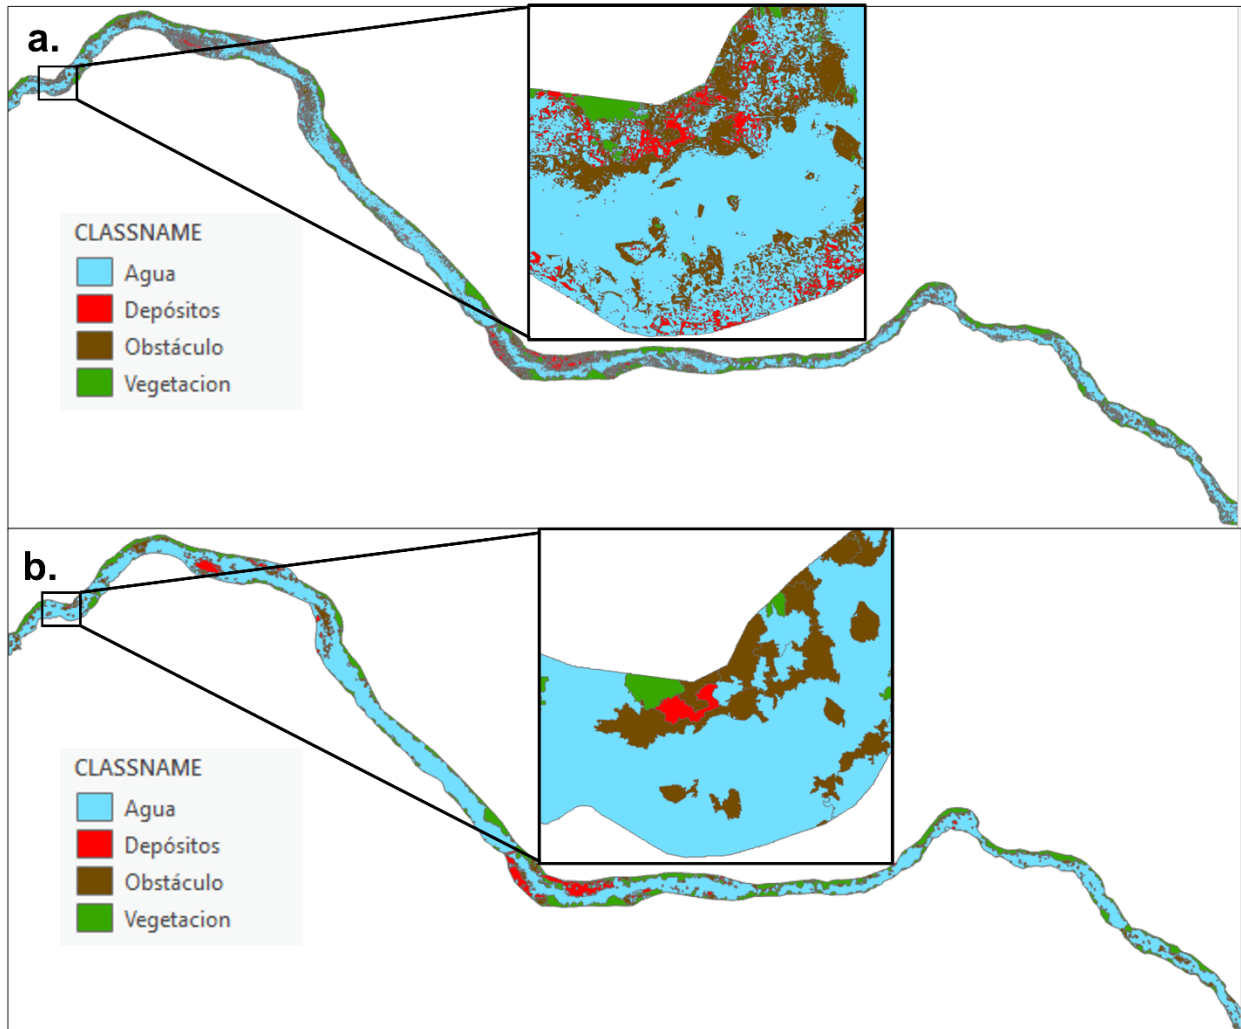 a.
CLASSNAME
Agua
Depósitos
Obstáculo
Vegetacion
b.
CLASSNAME
Agua
Depósitos
Obstáculo
Vegetacion